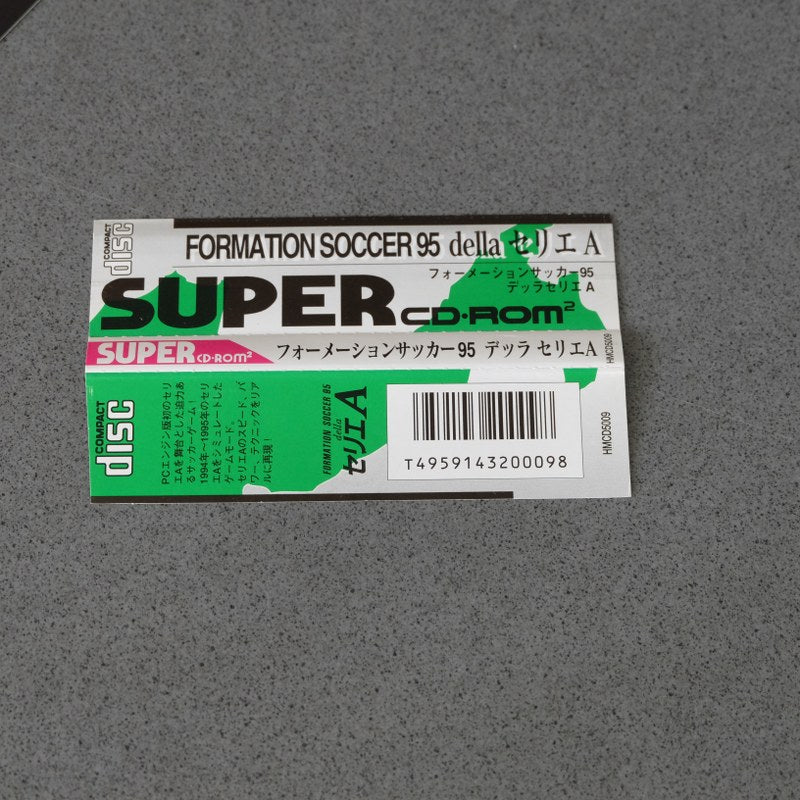 COMPACT
disc
FORMATION SOCCER 95 della セリエ A
フォーメーションサッカー95
デッラセリエ A
SUPER CD-ROM²
SUPER CD-ROM²
フォーメーションサッカー95 デッラ セリエA
HMCD5009
COMPACT
disc
PCエンジン版初のセリ
エAを舞台とした迫力あ
るサッカーゲーム!
1994年〜1995年のセリ
エAをシミュレートした
ゲームモード。
セリエAのスピード、パ
ワー、テクニックをリア
ルに再現!
FORMATION SOCCER 95
della
セリエA
T4959143200098
HMCD5009